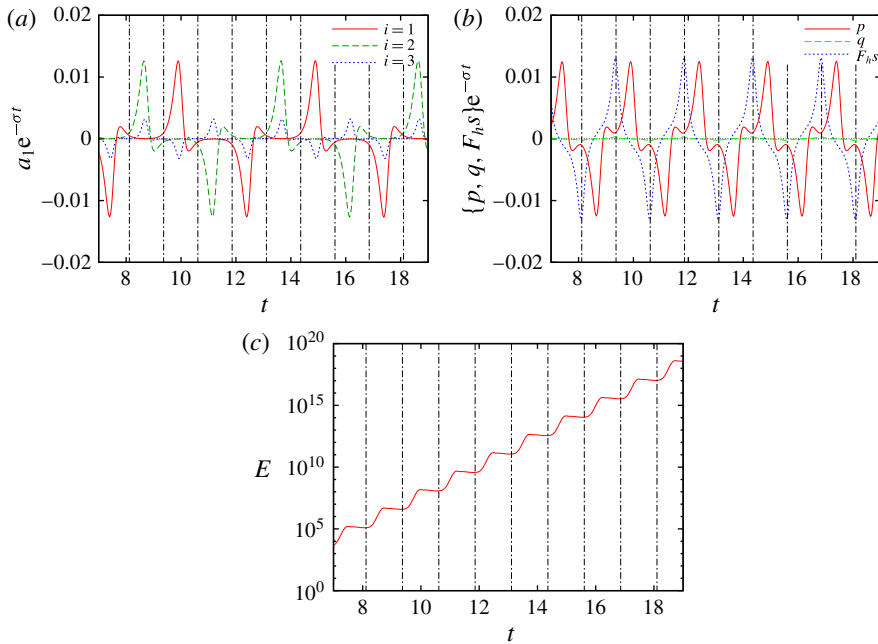 (a)
0.02
0.01
0
−0.01
−0.02
a₁e^{−σt}
i = 1
i = 2
i = 3
8 10 12 14 16 18
t
(b)
0.02
0.01
0
−0.01
−0.02
{p, q, F_h s}e^{−σt}
p
q
F_h s
8 10 12 14 16 18
t
(c)
10^{20}
10^{15}
10^{10}
10^{5}
10^{0}
E
8 10 12 14 16 18
t